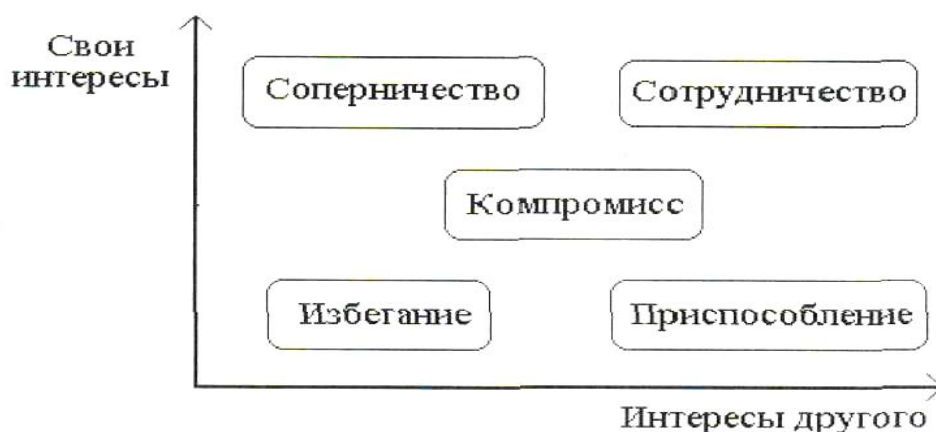 Свои
интересы
Соперничество
Сотрудничество
Компромисс
Избегание
Приспособление
Интересы другого